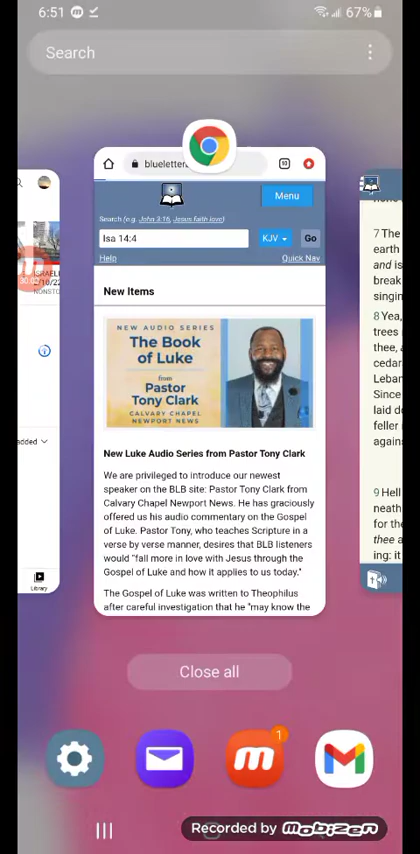 6:51
67%
Search
blueletter
10
Menu
Search (e.g. John 3:16, Jesus faith love)
Isa 14:4
KJV
Go
Help
Quick Nav
New Items
NEW AUDIO SERIES
The Book
of Luke
from
Pastor
Tony Clark
CALVARY CHAPEL
NEWPORT NEWS
New Luke Audio Series from Pastor Tony Clark
We are privileged to introduce our newest
speaker on the BLB site: Pastor Tony Clark from
Calvary Chapel Newport News. He has graciously
offered us his audio commentary on the Gospel
of Luke. Pastor Tony, who teaches Scripture in a
verse by verse manner, desires that BLB listeners
would "fall more in love with Jesus through the
Gospel of Luke and how it applies to us today."
The Gospel of Luke was written to Theophilus
after careful investigation that he "may know the
ISRAELI
NONSTO
added
Library
7 The
earth
and is
break
singin
8 Yea,
trees
thee, a
cedar
Leban
Since
laid do
feller
again
9 Hell
neath
for the
thee a
ing: it
Close all
1
Recorded by Mobizen